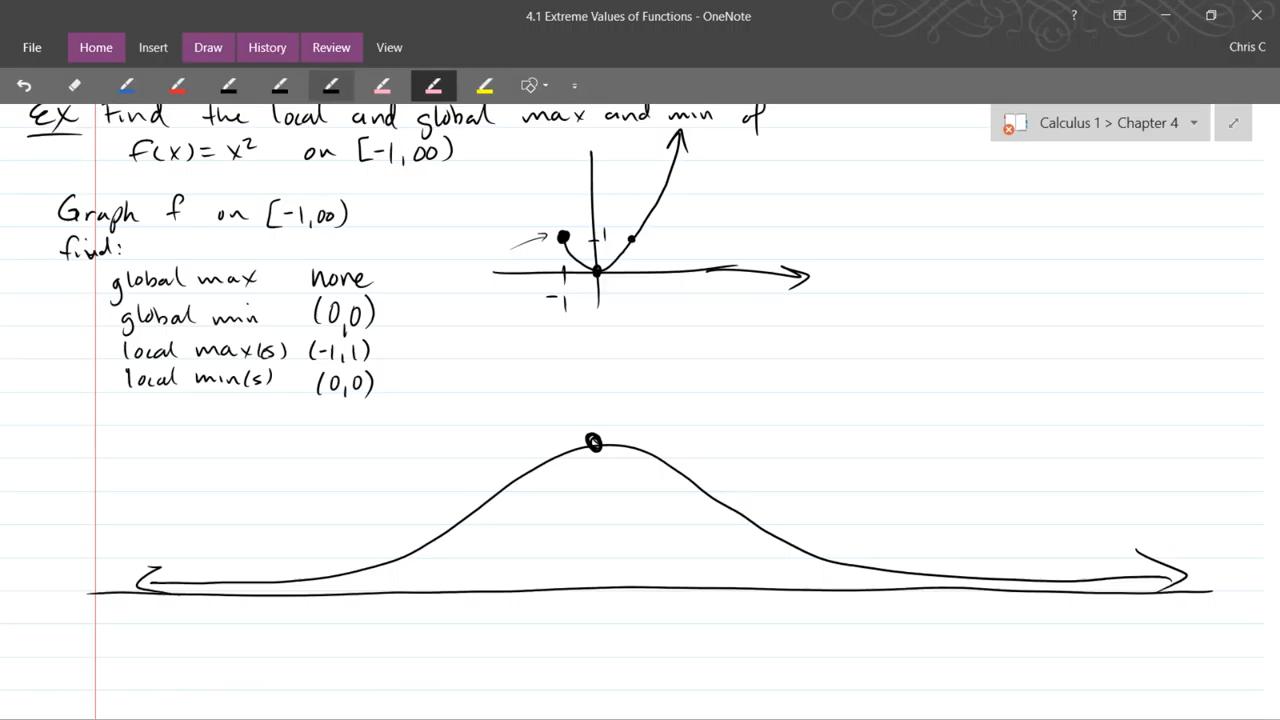 4.1 Extreme Values of Functions - OneNote
?
Chris C
File Home Insert Draw History Review View
Calculus 1 > Chapter 4
EX Find the local and global max and min of
f(x) = x² on [-1, ∞)
Graph f on [-1, ∞)
find:
global max none
global min (0,0)
local max(s) (-1,1)
local min(s) (0,0)
1
-1